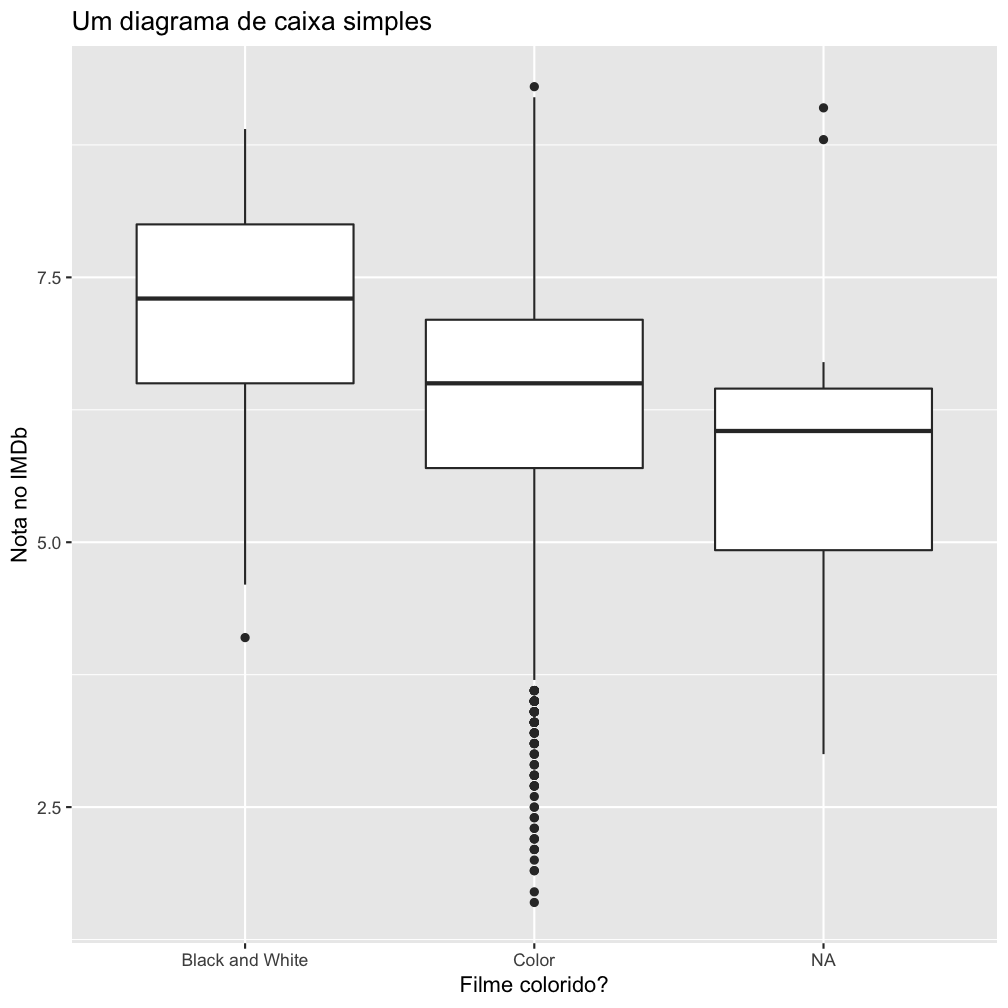 Um diagrama de caixa simples
Nota no IMDb
7.5
5.0
2.5
Black and White
Color
NA
Filme colorido?